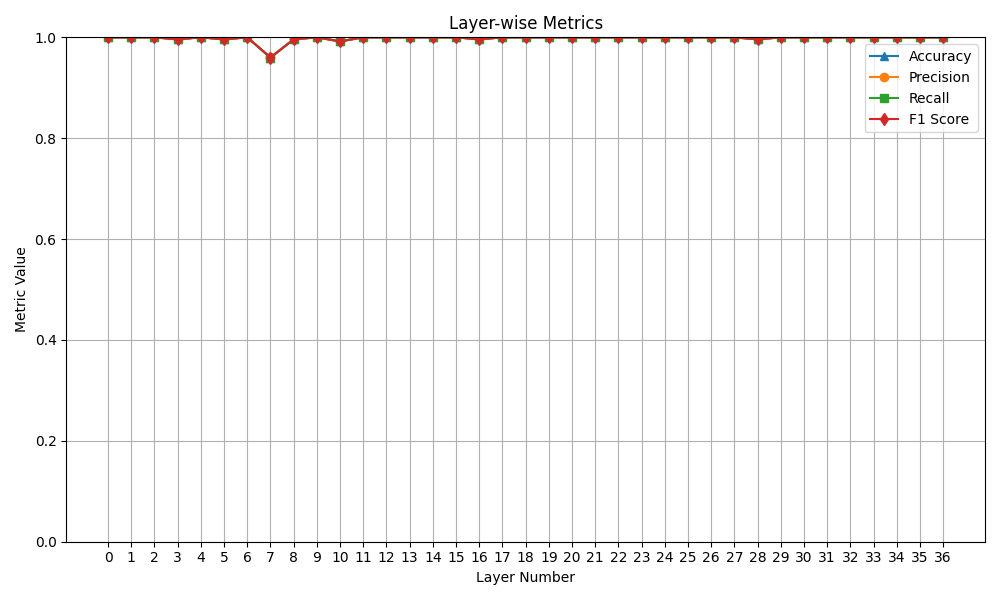 Layer-wise Metrics
1.0
0.8
0.6
0.4
0.2
0.0
Metric Value
Accuracy
Precision
Recall
F1 Score
0 1 2 3 4 5 6 7 8 9 10 11 12 13 14 15 16 17 18 19 20 21 22 23 24 25 26 27 28 29 30 31 32 33 34 35 36
Layer Number